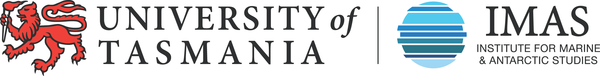 UNIVERSITY of
TASMANIA
IMAS
INSTITUTE FOR MARINE
& ANTARCTIC STUDIES